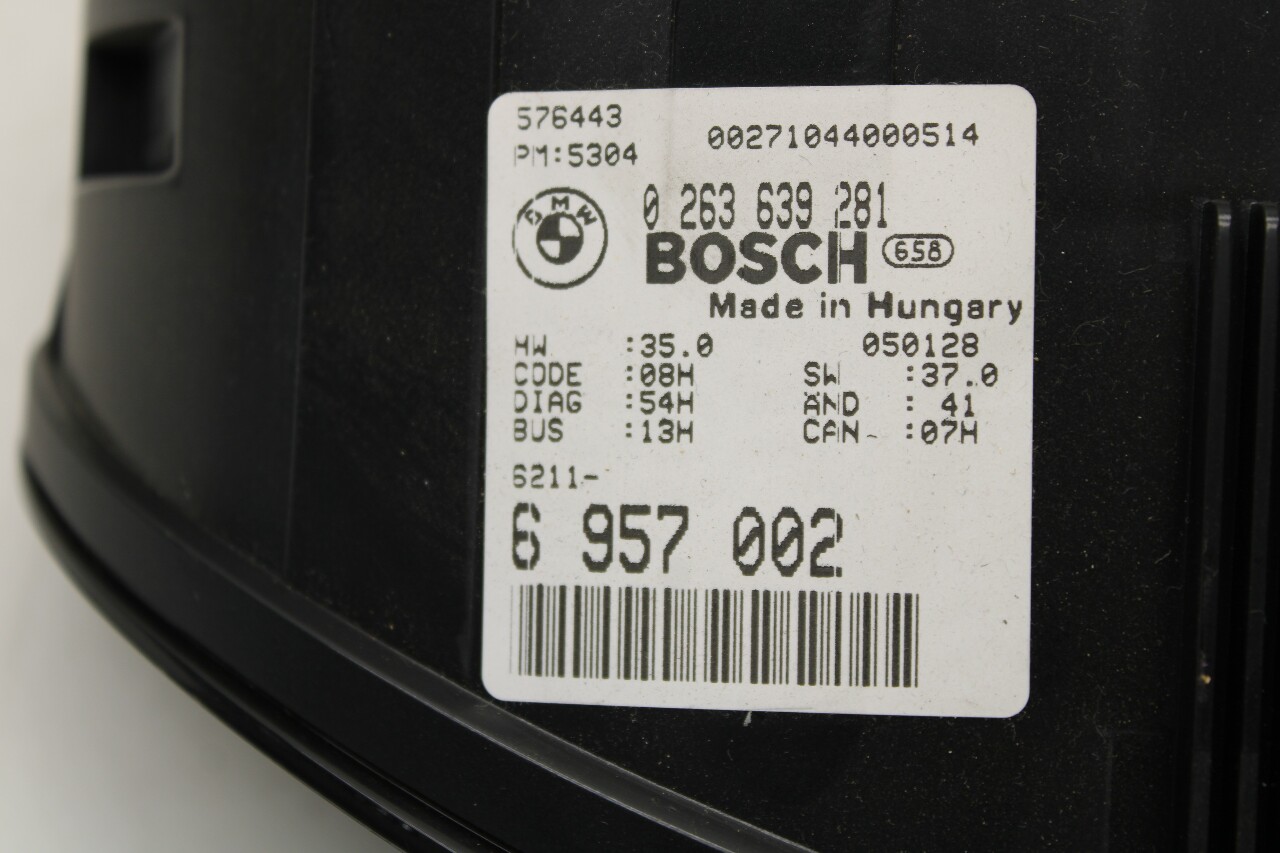 576443
PM:5304
00271044000514
BMW
0 263 639 281
BOSCH 658
Made in Hungary
HW :35.0 050128
CODE :08H SW :37.0
DIAG :54H ÄND : 41
BUS :13H CAN :07H
6211-
6 957 002